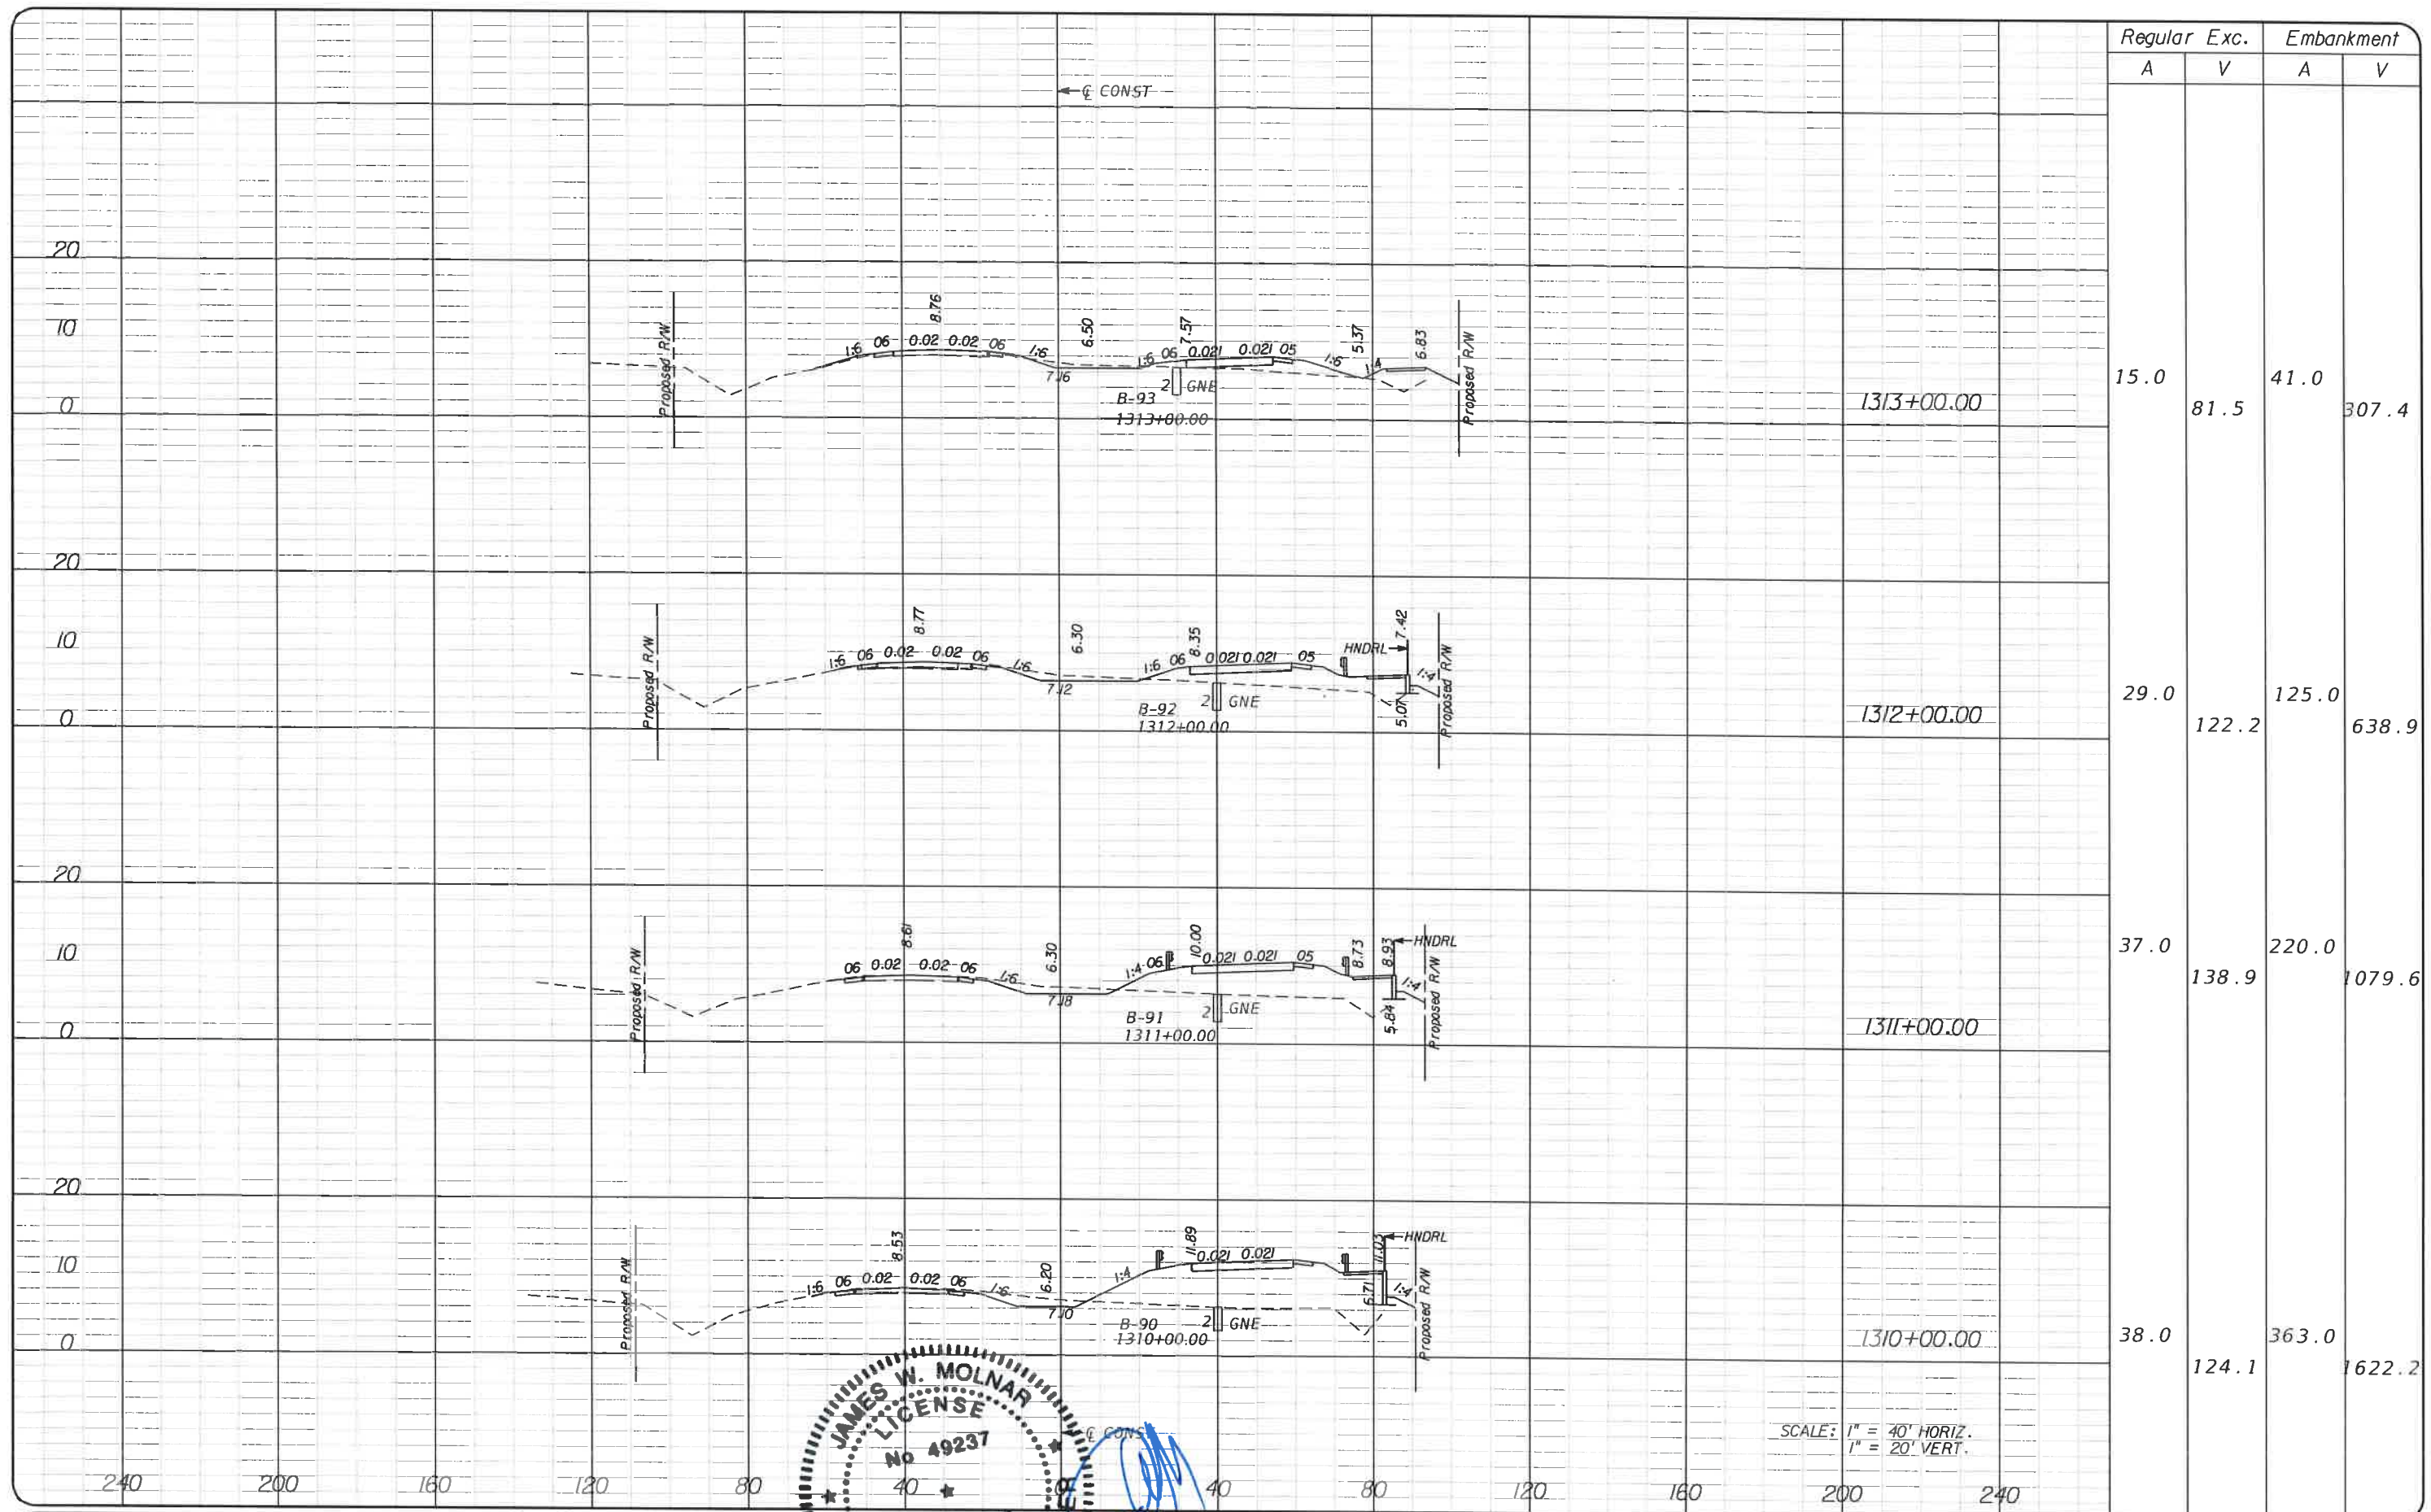 Regular Exc. Embankment
A V A V
℄ CONST
20
10
0
Proposed R/W
1:6 06 0.02 0.02 06 1:6
8.76
6.50
7.16
1:6 06 0.021 0.021 05 1:6 1:4
7.57
5.37
6.83
Proposed R/W
2 GNE
B-93
1313+00.00
1313+00.00
15.0 41.0
81.5 307.4
20
10
0
Proposed R/W
1:6 06 0.02 0.02 06 1:6
8.77
6.30
7.12
1:6 06 0.021 0.021 05
8.35
HNDRL
7.42
5.07
1:4
Proposed R/W
2 GNE
B-92
1312+00.00
1312+00.00
29.0 125.0
122.2 638.9
20
10
0
Proposed R/W
06 0.02 0.02 06 1:6
8.61
6.30
7.18
1:4 06 0.021 0.021 05
10.00
8.73
8.93
HNDRL
5.84
1:4
Proposed R/W
2 GNE
B-91
1311+00.00
1311+00.00
37.0 220.0
138.9 1079.6
20
10
0
Proposed R/W
1:6 06 0.02 0.02 06 1:6
8.53
6.20
7.10
1:4 0.021 0.021
11.89
11.03
HNDRL
6.71
1:4
Proposed R/W
2 GNE
B-90
1310+00.00
1310+00.00
38.0 363.0
124.1 1622.2
JAMES W. MOLNAR
LICENSE
No 49237
℄ CONST
SCALE: 1" = 40' HORIZ.
1" = 20' VERT.
240 200 160 120 80 40 0 40 80 120 160 200 240